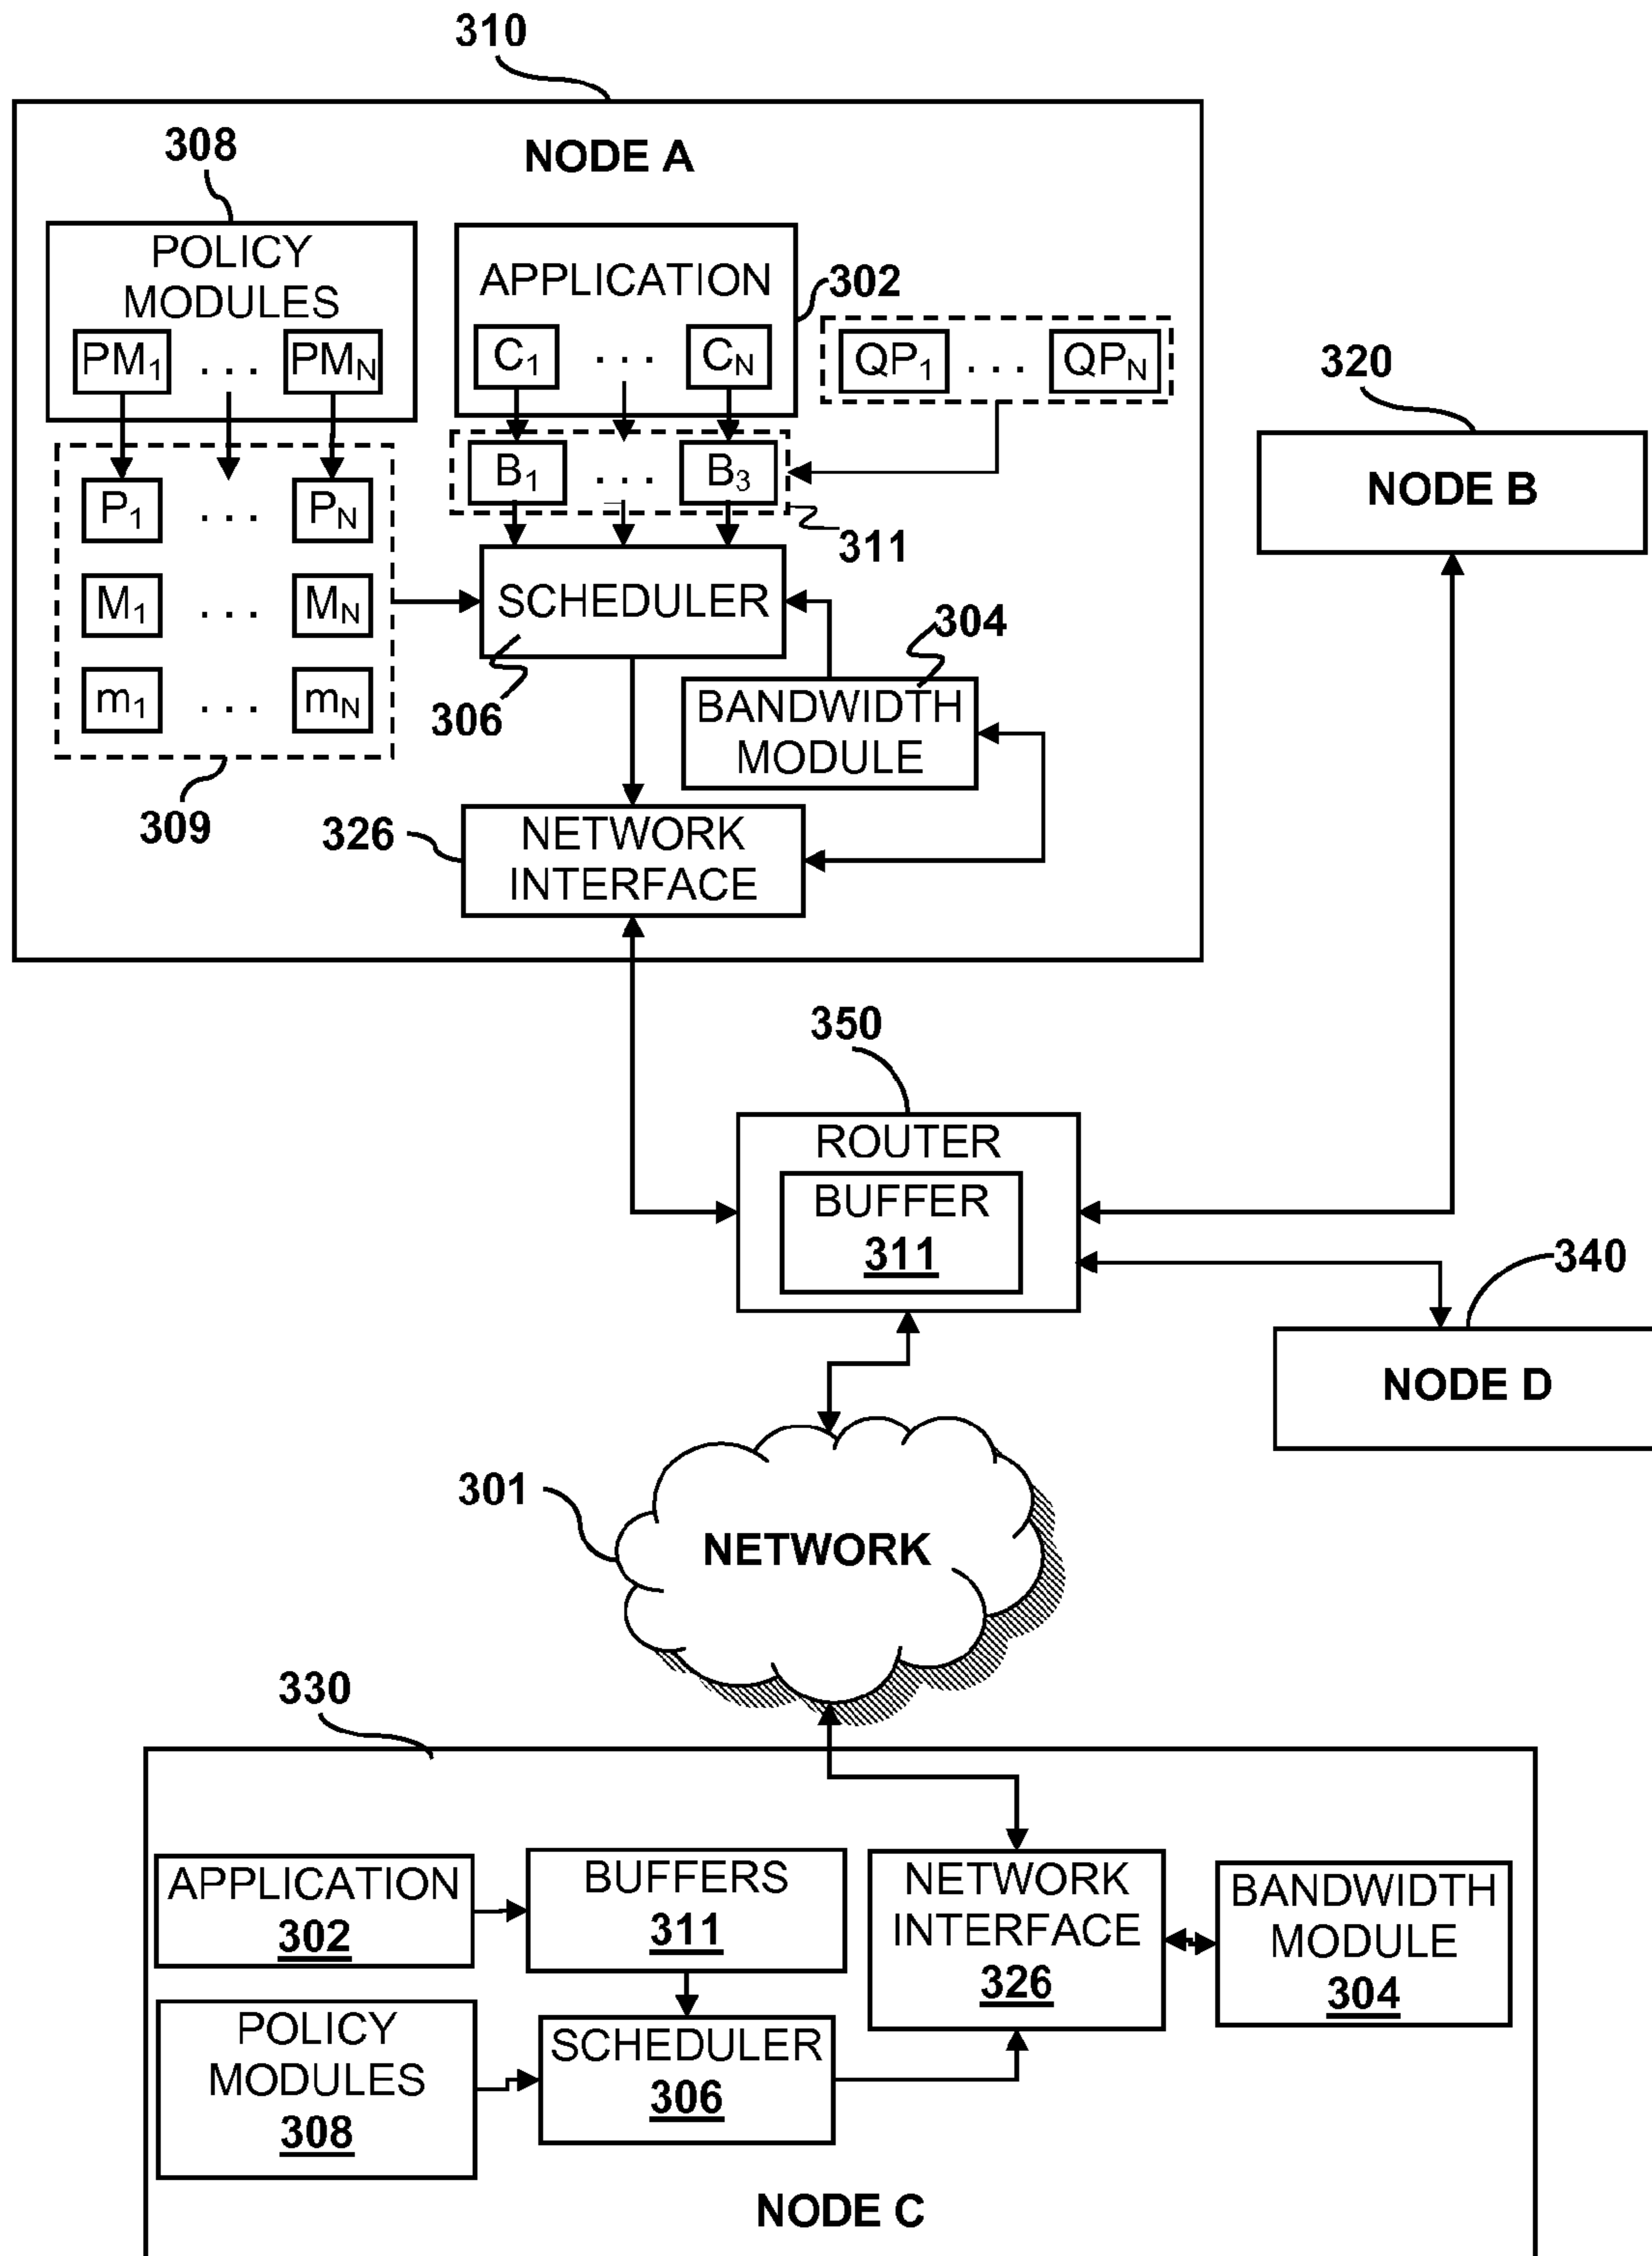 310
NODE A
308
POLICY
MODULES
PM1 . . . PMN
APPLICATION
302
C1 . . . CN
QP1 . . . QPN
320
NODE B
B1 . . . B3
311
P1 . . . PN
M1 . . . MN
m1 . . . mN
309
SCHEDULER
306
304
BANDWIDTH
MODULE
326
NETWORK
INTERFACE
350
ROUTER
BUFFER
311
340
NODE D
301
NETWORK
330
APPLICATION
302
BUFFERS
311
NETWORK
INTERFACE
326
BANDWIDTH
MODULE
304
POLICY
MODULES
308
SCHEDULER
306
NODE C